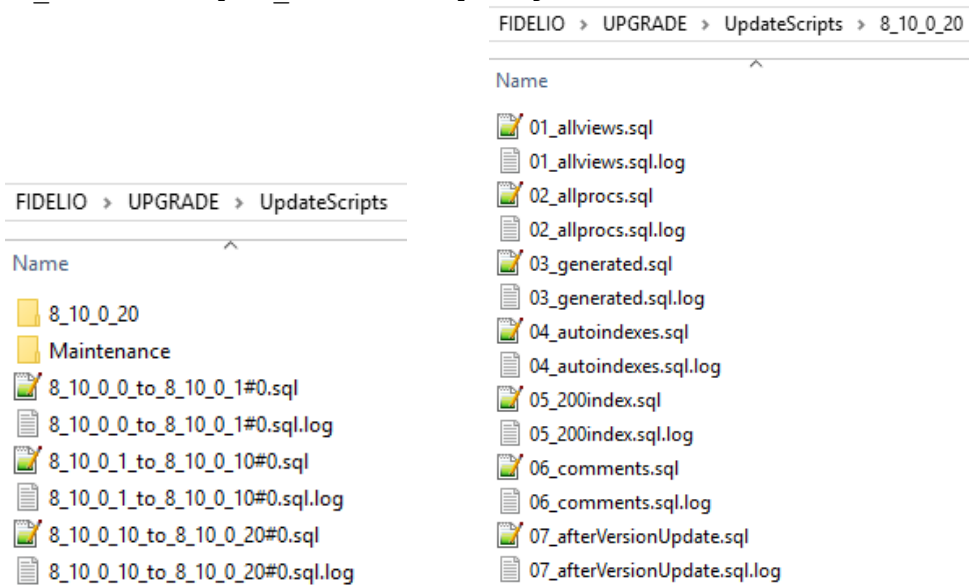 FIDELIO > UPGRADE > UpdateScripts
Name
8_10_0_20
Maintenance
8_10_0_0_to_8_10_0_1#0.sql
8_10_0_0_to_8_10_0_1#0.sql.log
8_10_0_1_to_8_10_0_10#0.sql
8_10_0_1_to_8_10_0_10#0.sql.log
8_10_0_10_to_8_10_0_20#0.sql
8_10_0_10_to_8_10_0_20#0.sql.log
FIDELIO > UPGRADE > UpdateScripts > 8_10_0_20
Name
01_allviews.sql
01_allviews.sql.log
02_allprocs.sql
02_allprocs.sql.log
03_generated.sql
03_generated.sql.log
04_autoindexes.sql
04_autoindexes.sql.log
05_200index.sql
05_200index.sql.log
06_comments.sql
06_comments.sql.log
07_afterVersionUpdate.sql
07_afterVersionUpdate.sql.log